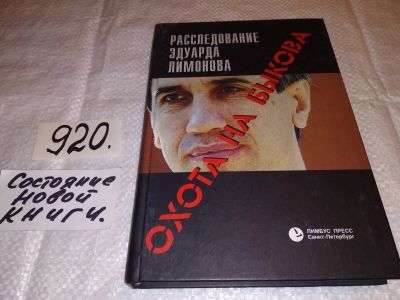 РАССЛЕДОВАНИЕ
ЭДУАРДА
ЛИМОНОВА
ОХОТА НА БЫКОВА
ЛИМБУС ПРЕСС
Санкт-Петербург
920.
Состояние
новой
книги.